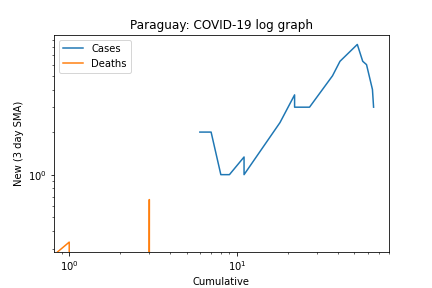 Paraguay: COVID-19 log graph
Cases
Deaths
New (3 day SMA)
10⁰
10⁰
10¹
Cumulative